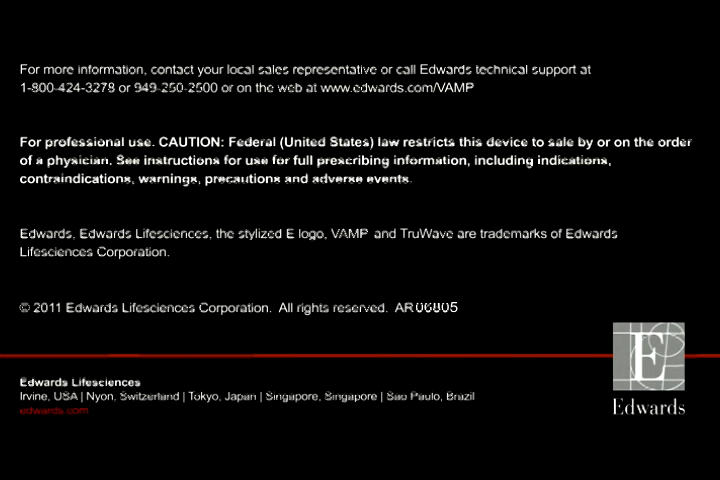 For more information, contact your local sales representative or call Edwards technical support at
1-800-424-3278 or 949-250-2500 or on the web at www.edwards.com/VAMP
For professional use. CAUTION: Federal (United States) law restricts this device to sale by or on the order
of a physician. See instructions for use for full prescribing information, including indications,
contraindications, warnings, precautions and adverse events.
Edwards, Edwards Lifesciences, the stylized E logo, VAMP and TruWave are trademarks of Edwards
Lifesciences Corporation.
© 2011 Edwards Lifesciences Corporation. All rights reserved. AR06805
E
Edwards
Edwards Lifesciences
Irvine, USA | Nyon, Switzerland | Tokyo, Japan | Singapore, Singapore | Sao Paulo, Brazil
edwards.com